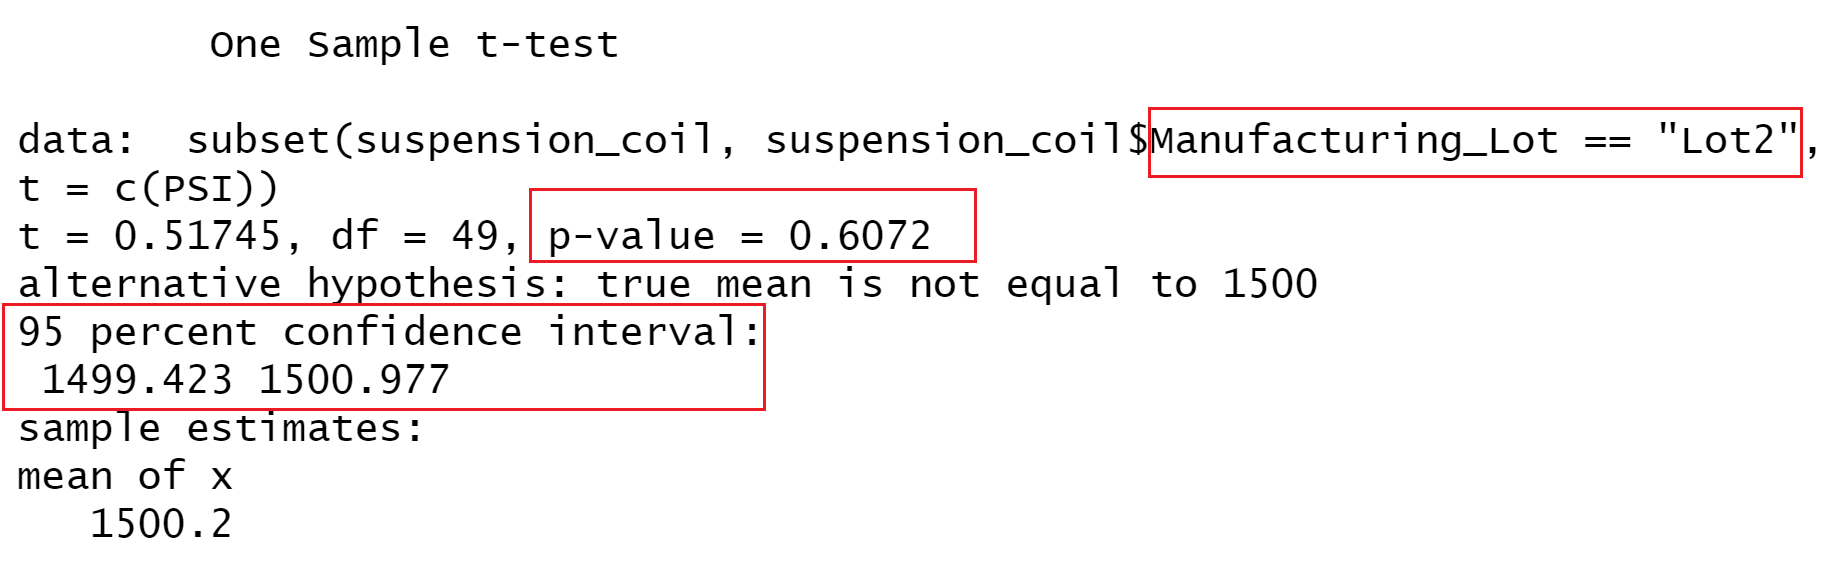 One Sample t-test
data:  subset(suspension_coil, suspension_coil$Manufacturing_Lot == "Lot2",
t = c(PSI))
t = 0.51745, df = 49, p-value = 0.6072
alternative hypothesis: true mean is not equal to 1500
95 percent confidence interval:
1499.423 1500.977
sample estimates:
mean of x
1500.2